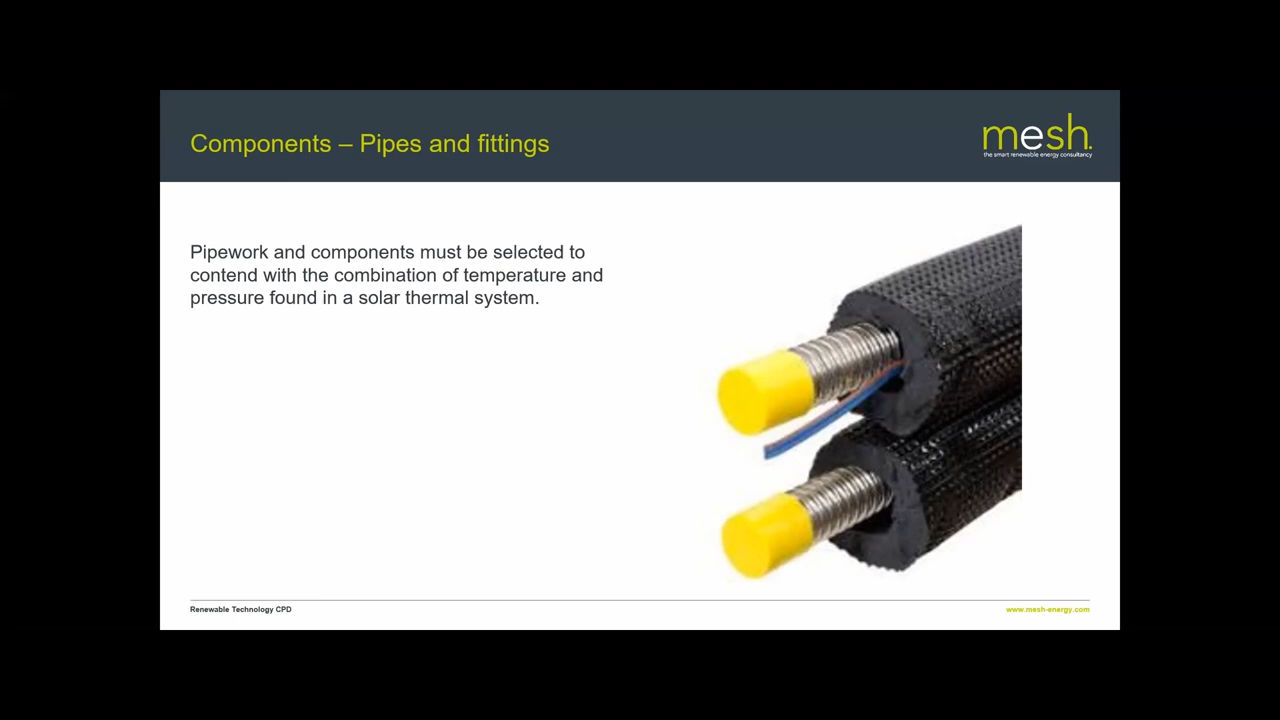 Components – Pipes and fittings
mesh.
the smart renewable energy consultancy
Pipework and components must be selected to
contend with the combination of temperature and
pressure found in a solar thermal system.
Renewable Technology CPD
www.mesh-energy.com